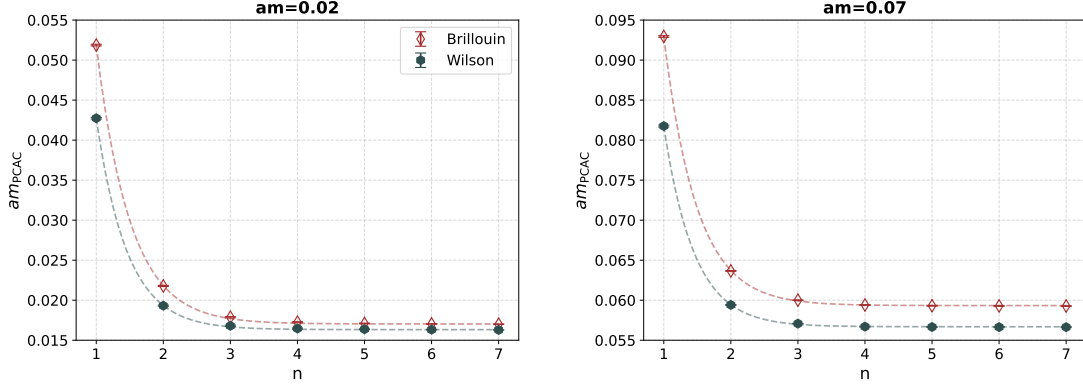 am=0.02
0.055
0.050
0.045
0.040
0.035
0.030
0.025
0.020
0.015
am_PCAC
1 2 3 4 5 6 7
n
Brillouin
Wilson
am=0.07
0.095
0.090
0.085
0.080
0.075
0.070
0.065
0.060
0.055
am_PCAC
1 2 3 4 5 6 7
n